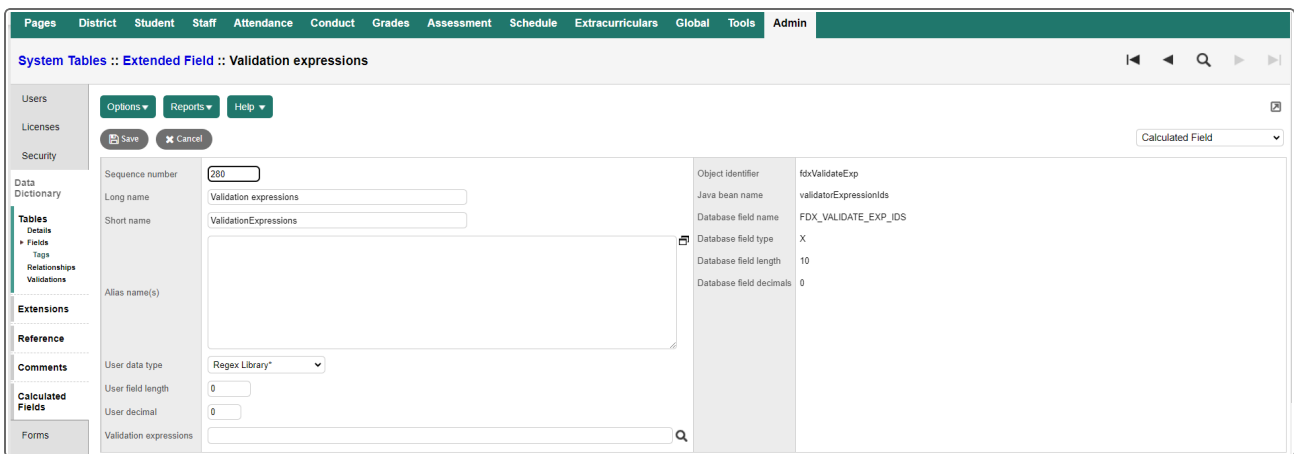 Pages District Student Staff Attendance Conduct Grades Assessment Schedule Extracurriculars Global Tools Admin
System Tables :: Extended Field :: Validation expressions
Users
Licenses
Security
Data
Dictionary
Tables
Details
Fields
Tags
Relationships
Validations
Extensions
Reference
Comments
Calculated
Fields
Forms
Options Reports Help
Save Cancel
Calculated Field
Sequence number 280
Long name Validation expressions
Short name ValidationExpressions
Alias name(s)
User data type Regex Library*
User field length 0
User decimal 0
Validation expressions
Object identifier fdxValidateExp
Java bean name validatorExpressionIds
Database field name FDX_VALIDATE_EXP_IDS
Database field type X
Database field length 10
Database field decimals 0